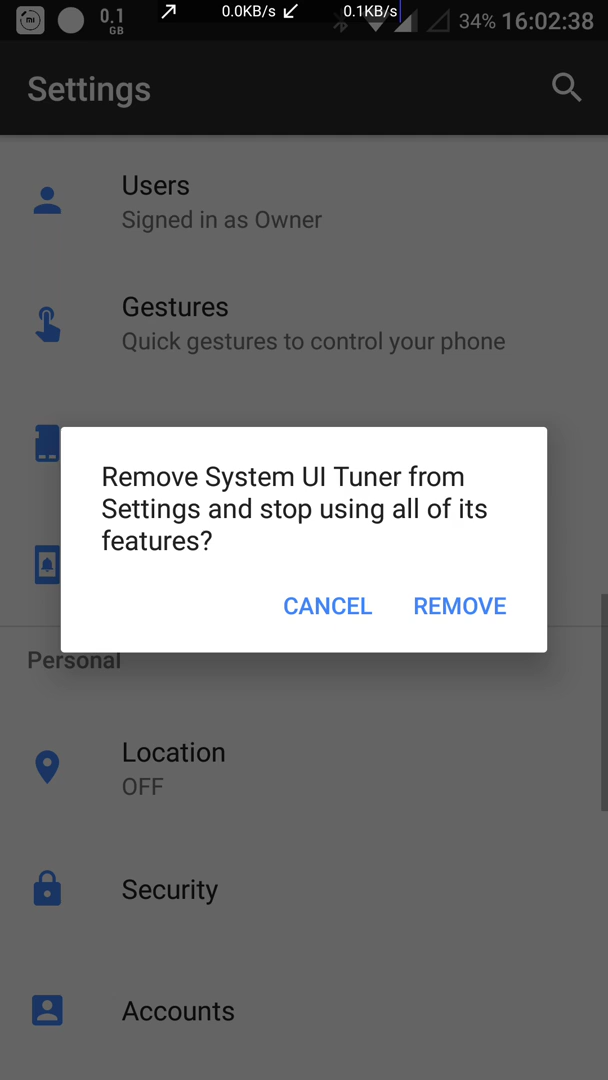 mi
0.1
GB
0.0KB/s
0.1KB/s
34%
16:02:38
Settings
Users
Signed in as Owner
Gestures
Quick gestures to control your phone
Remove System UI Tuner from
Settings and stop using all of its
features?
CANCEL
REMOVE
Personal
Location
OFF
Security
Accounts